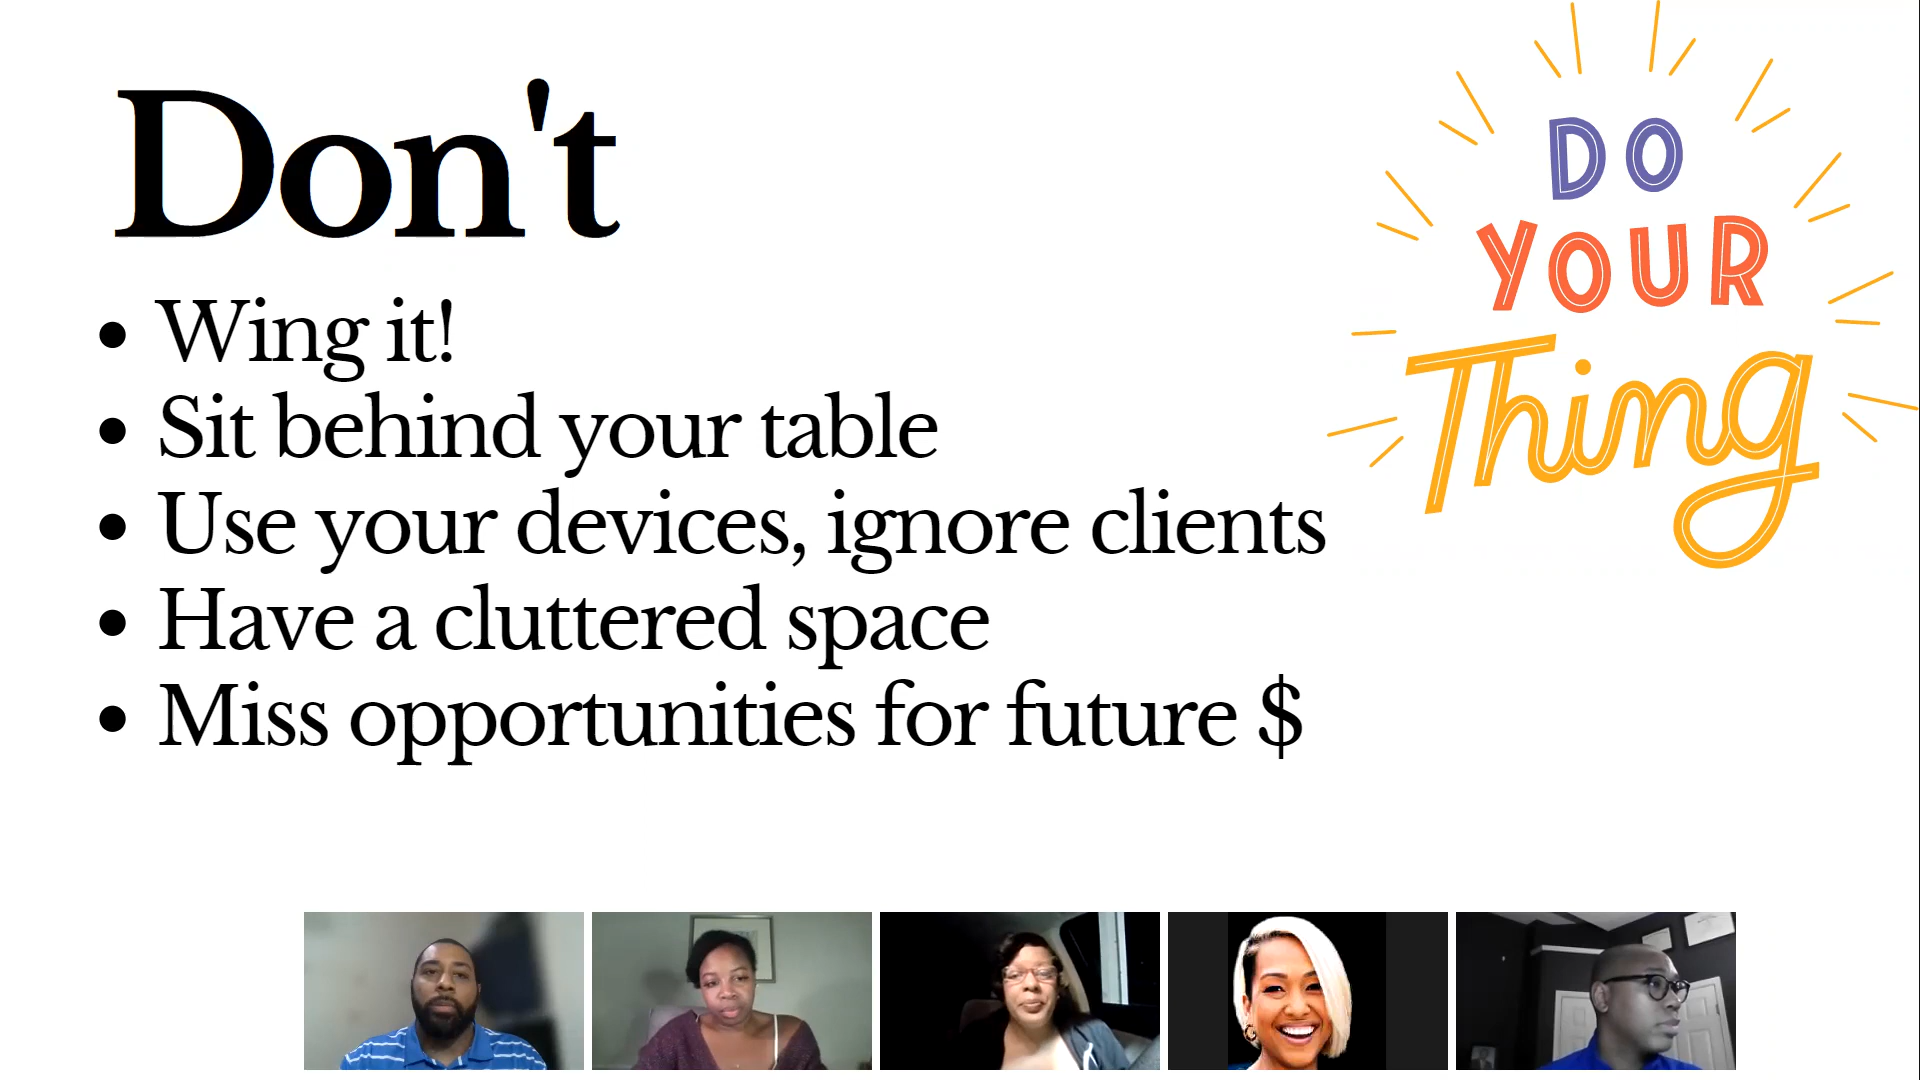 Don't
• Wing it!
• Sit behind your table
• Use your devices, ignore clients
• Have a cluttered space
• Miss opportunities for future $
DO
YOUR
Thing